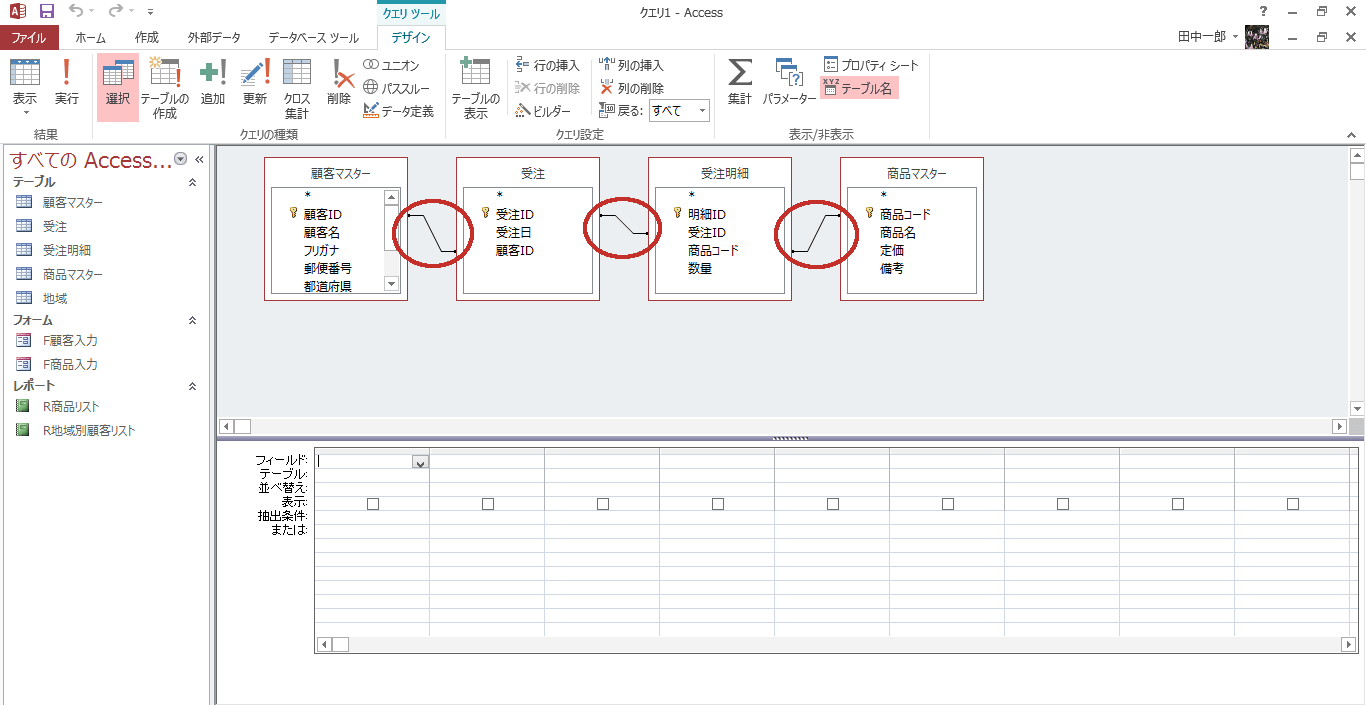 クエリ ツール
クエリ1 - Access
?
ファイル
ホーム
作成
外部データ
データベース ツール
デザイン
田中一郎
表示
実行
結果
選択
テーブルの
作成
追加
更新
クロス
集計
削除
ユニオン
パススルー
データ定義
クエリの種類
テーブルの
表示
行の挿入
行の削除
ビルダー
列の挿入
列の削除
戻る: すべて
クエリ設定
集計
パラメーター
プロパティ シート
XYZ テーブル名
表示/非表示
すべての Access...
テーブル
顧客マスター
受注
受注明細
商品マスター
地域
フォーム
F顧客入力
F商品入力
レポート
R商品リスト
R地域別顧客リスト
顧客マスター
*
顧客ID
顧客名
フリガナ
郵便番号
都道府県
受注
*
受注ID
受注日
顧客ID
受注明細
*
明細ID
受注ID
商品コード
数量
商品マスター
*
商品コード
商品名
定価
備考
フィールド:
テーブル:
並べ替え:
表示:
抽出条件:
または: